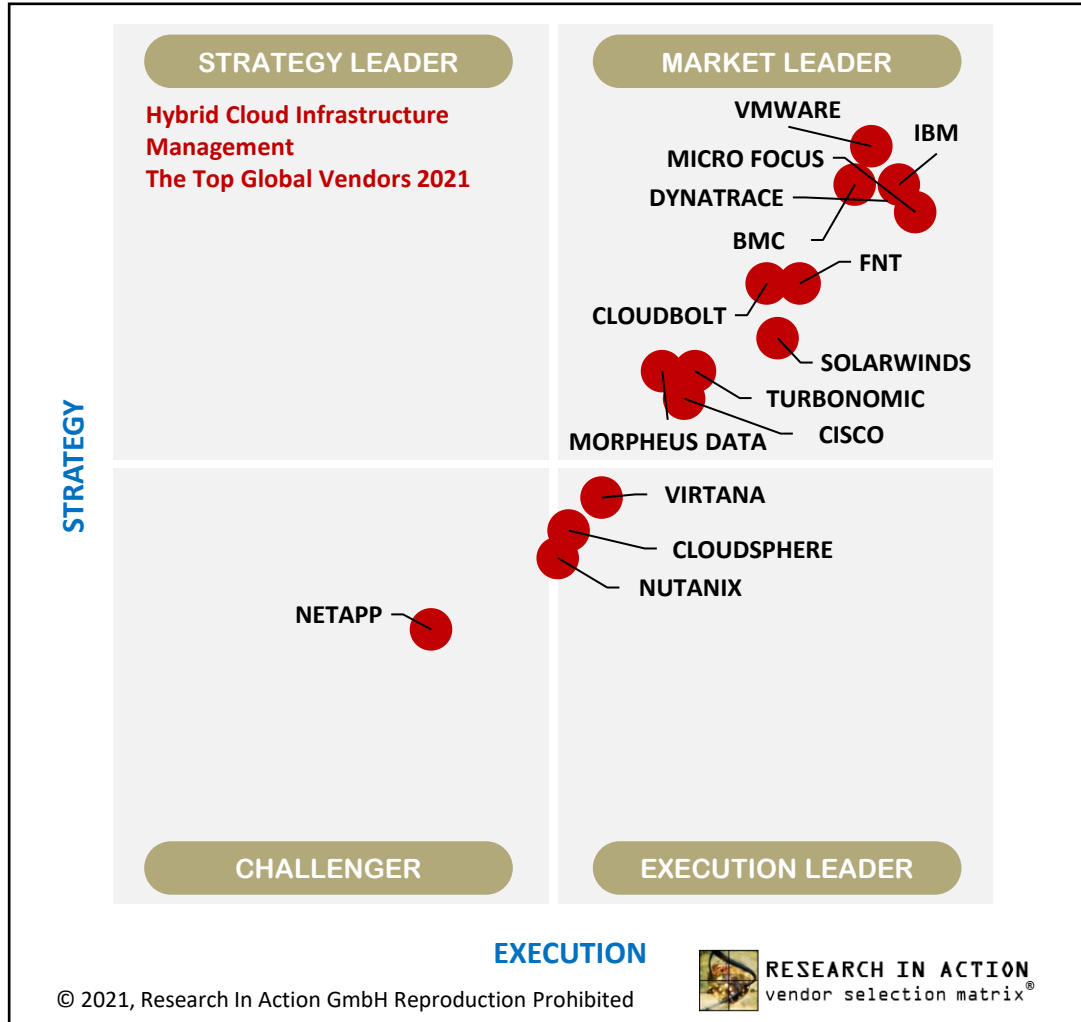 STRATEGY LEADER
MARKET LEADER
Hybrid Cloud Infrastructure
Management
The Top Global Vendors 2021
VMWARE
IBM
MICRO FOCUS
DYNATRACE
BMC
FNT
CLOUDBOLT
SOLARWINDS
TURBONOMIC
MORPHEUS DATA
CISCO
STRATEGY
VIRTANA
CLOUDSPHERE
NUTANIX
NETAPP
CHALLENGER
EXECUTION LEADER
EXECUTION
RESEARCH IN ACTION
vendor selection matrix®
© 2021, Research In Action GmbH Reproduction Prohibited